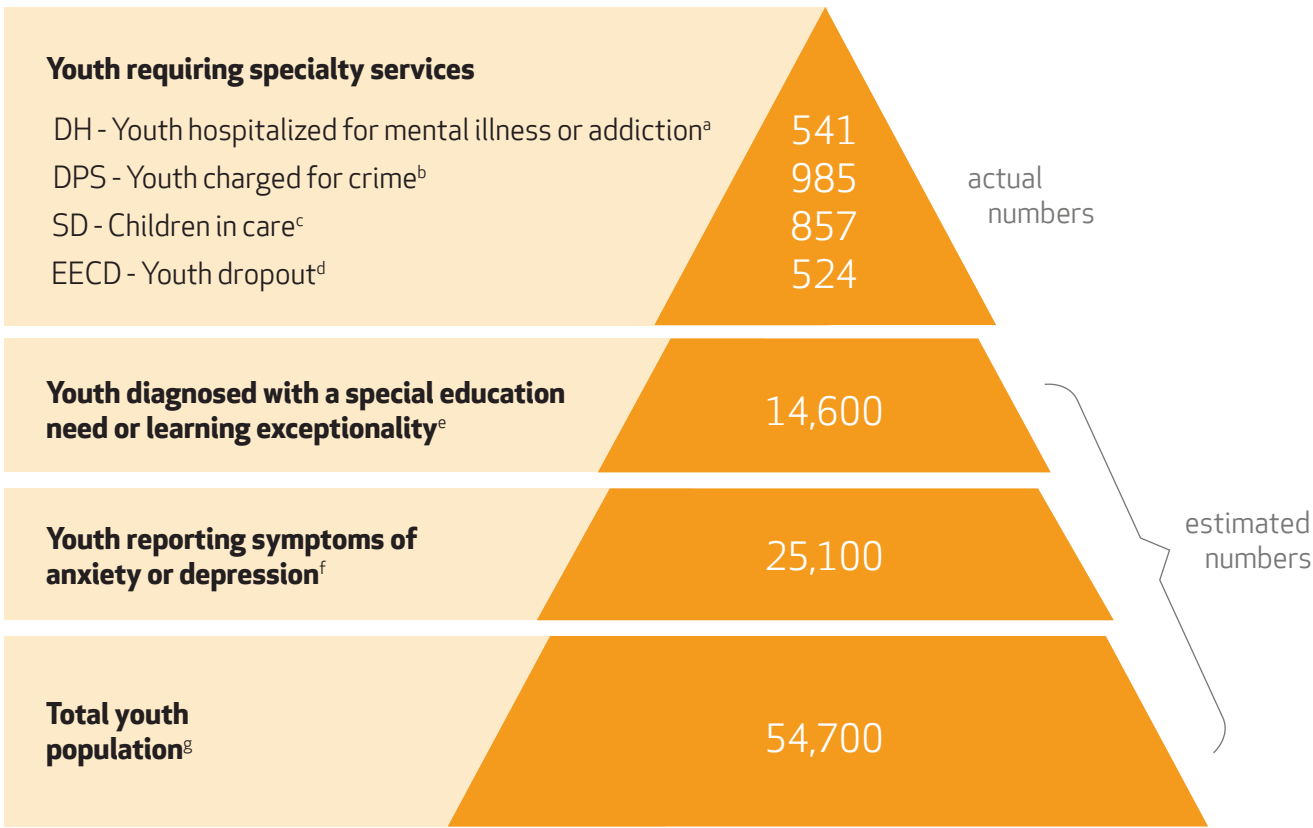 Youth requiring specialty services
DH - Youth hospitalized for mental illness or addictionᵃ 541
DPS - Youth charged for crimeᵇ 985
SD - Children in careᶜ 857
EECD - Youth dropoutᵈ 524
actual
numbers
Youth diagnosed with a special education
need or learning exceptionalityᵉ
14,600
Youth reporting symptoms of
anxiety or depressionᶠ
25,100
estimated
numbers
Total youth
populationᵍ
54,700